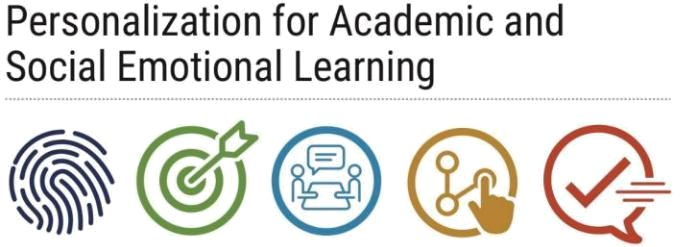 Personalization for Academic and
Social Emotional Learning